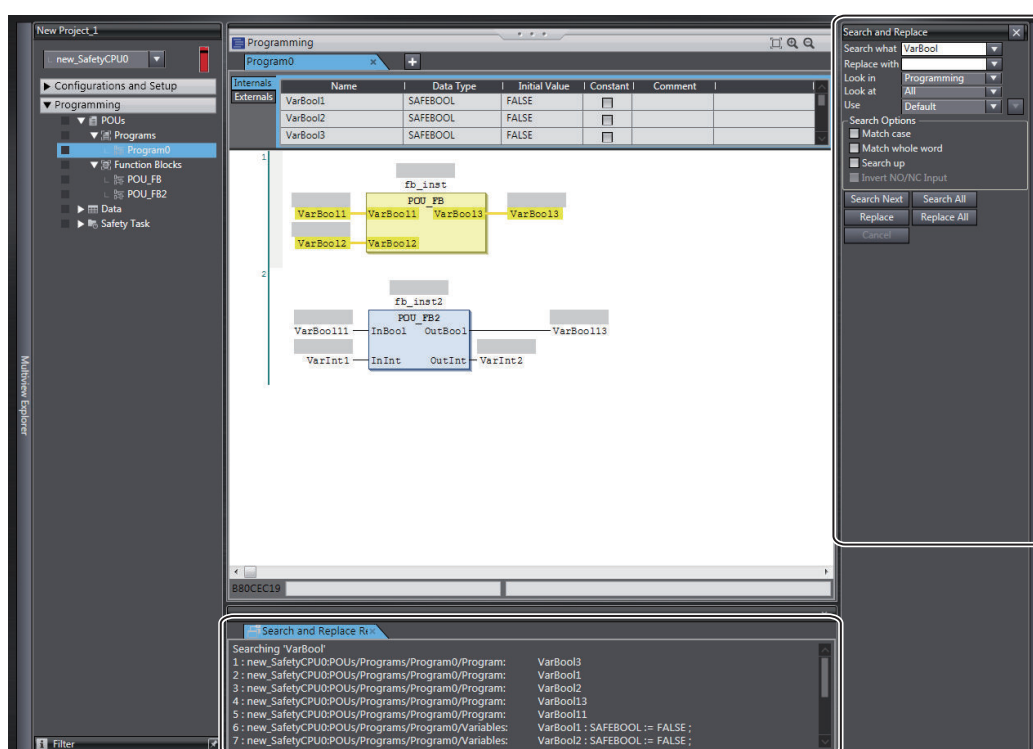 New_Project_1
new_SafetyCPU0
Configurations and Setup
Programming
POUs
Programs
Program0
Function Blocks
POU_FB
POU_FB2
Data
Safety Task
Multiview Explorer
Filter
Programming
Program0
Internals
Externals
Name Data Type Initial Value Constant Comment
VarBool1 SAFEBOOL FALSE
VarBool2 SAFEBOOL FALSE
VarBool3 SAFEBOOL FALSE
1
fb_inst
POU_FB
VarBool1 VarBool1 VarBool3 VarBool3
VarBool2 VarBool2
2
fb_inst2
POU_FB2
VarBool11 InBool OutBool VarBool13
VarInt1 InInt OutInt VarInt2
B80CEC19
Search and Replace Re
Searching 'VarBool'
1 : new_SafetyCPU0:POUs/Programs/Program0/Program: VarBool3
2 : new_SafetyCPU0:POUs/Programs/Program0/Program: VarBool1
3 : new_SafetyCPU0:POUs/Programs/Program0/Program: VarBool2
4 : new_SafetyCPU0:POUs/Programs/Program0/Program: VarBool13
5 : new_SafetyCPU0:POUs/Programs/Program0/Program: VarBool11
6 : new_SafetyCPU0:POUs/Programs/Program0/Variables: VarBool1 : SAFEBOOL := FALSE ;
7 : new_SafetyCPU0:POUs/Programs/Program0/Variables: VarBool2 : SAFEBOOL := FALSE ;
Search and Replace
Search what VarBool
Replace with
Look in Programming
Look at All
Use Default
Search Options
Match case
Match whole word
Search up
Invert NO/NC Input
Search Next Search All
Replace Replace All
Cancel